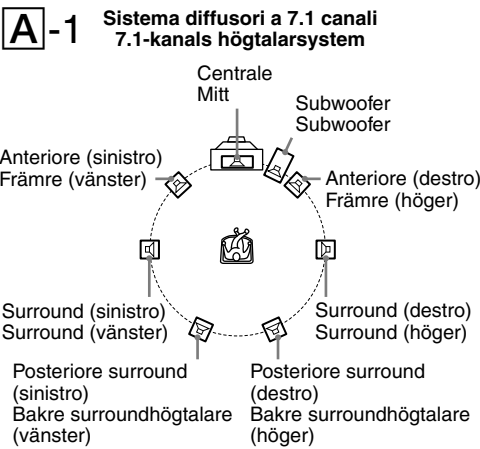 A-1
Sistema diffusori a 7.1 canali
7.1-kanals högtalarsystem
Centrale
Mitt
Subwoofer
Subwoofer
Anteriore (sinistro)
Främre (vänster)
Anteriore (destro)
Främre (höger)
Surround (sinistro)
Surround (vänster)
Surround (destro)
Surround (höger)
Posteriore surround
(sinistro)
Bakre surroundhögtalare
(vänster)
Posteriore surround
(destro)
Bakre surroundhögtalare
(höger)